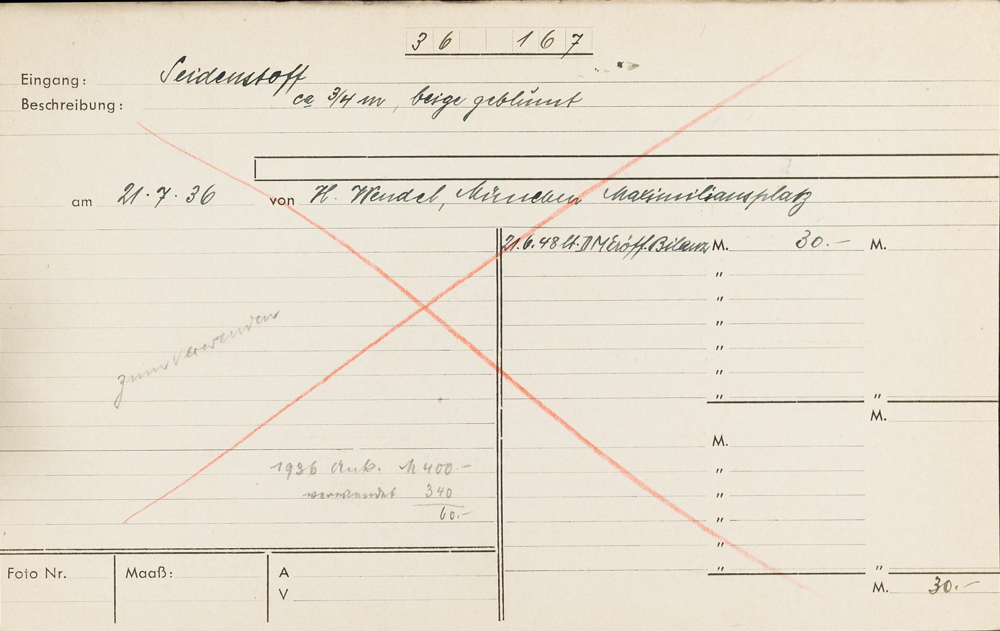 36 167
Eingang: Seidenstoff
Beschreibung: ca 3/4 m, beige geblümt
am 21.7.36 von H. Wendel, München Maximiliansplatz
21.6.48 lt. DM Eröff. Bilanz M. 30.— M.
"
"
"
"
"
" "
M.
zum Verwenden
M.
1936 Ank. M 400.—
"
verwendet 340
"
60.—
"
"
" "
Foto Nr. Maaß: A
V
M. 30.—